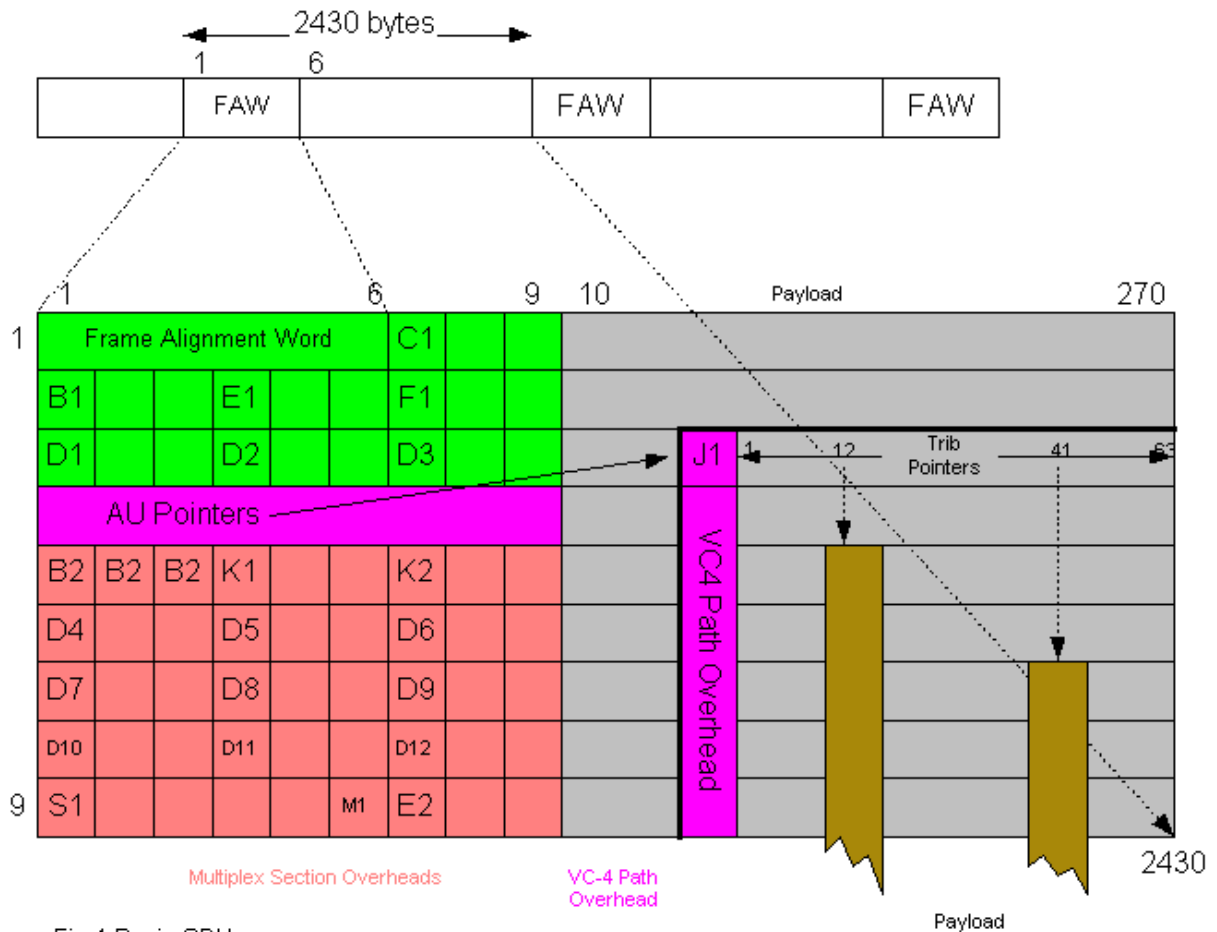 2430 bytes
1 6
FAW FAW FAW
1 6 9 10 Payload 270
1 Frame Alignment Word C1
B1 E1 F1
D1 D2 D3 J1 1 12 Trib Pointers 41 63
AU Pointers
VC4 Path Overhead
B2 B2 B2 K1 K2
D4 D5 D6
D7 D8 D9
D10 D11 D12
9 S1 M1 E2
2430
Multiplex Section Overheads
VC-4 Path
Overhead
Payload